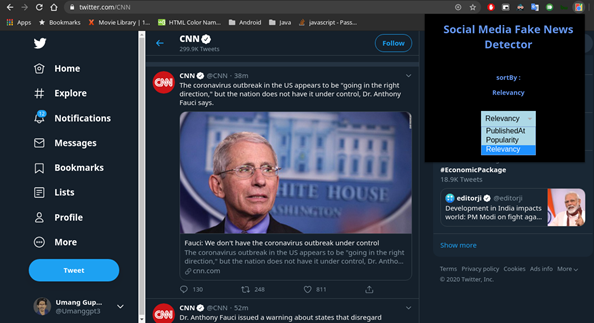 twitter.com/CNN
Apps
Bookmarks
Movie Library | 1...
HTML Color Nam...
Android
Java
javascript - Pass...
Home
Explore
Notifications
Messages
Bookmarks
Lists
Profile
More
Tweet
Umang Gup...
@Umanggpt3
CNN
299.9K Tweets
Follow
CNN @CNN · 38m
The coronavirus outbreak in the US appears to be "going in the right
direction," but the nation does not have it under control, Dr. Anthony
Fauci says.
WHITE HOUSE
WASHINGTON
Fauci: We don't have the coronavirus outbreak under control
The coronavirus outbreak in the US appears to be "going in the right
direction," but the nation does not have it under control, Dr. Antho...
cnn.com
130
248
811
CNN @CNN · 52m
Dr. Anthony Fauci issued a warning about states that disregard
Social Media Fake News
Detector
sortBy :
Relevancy
Relevancy
PublishedAt
Popularity
Relevancy
#EconomicPackage
18.9K Tweets
editorji @editorji
Development in India impacts
world: PM Modi on fight aga...
Show more
Terms Privacy policy Cookies Ads info More
© 2020 Twitter, Inc.